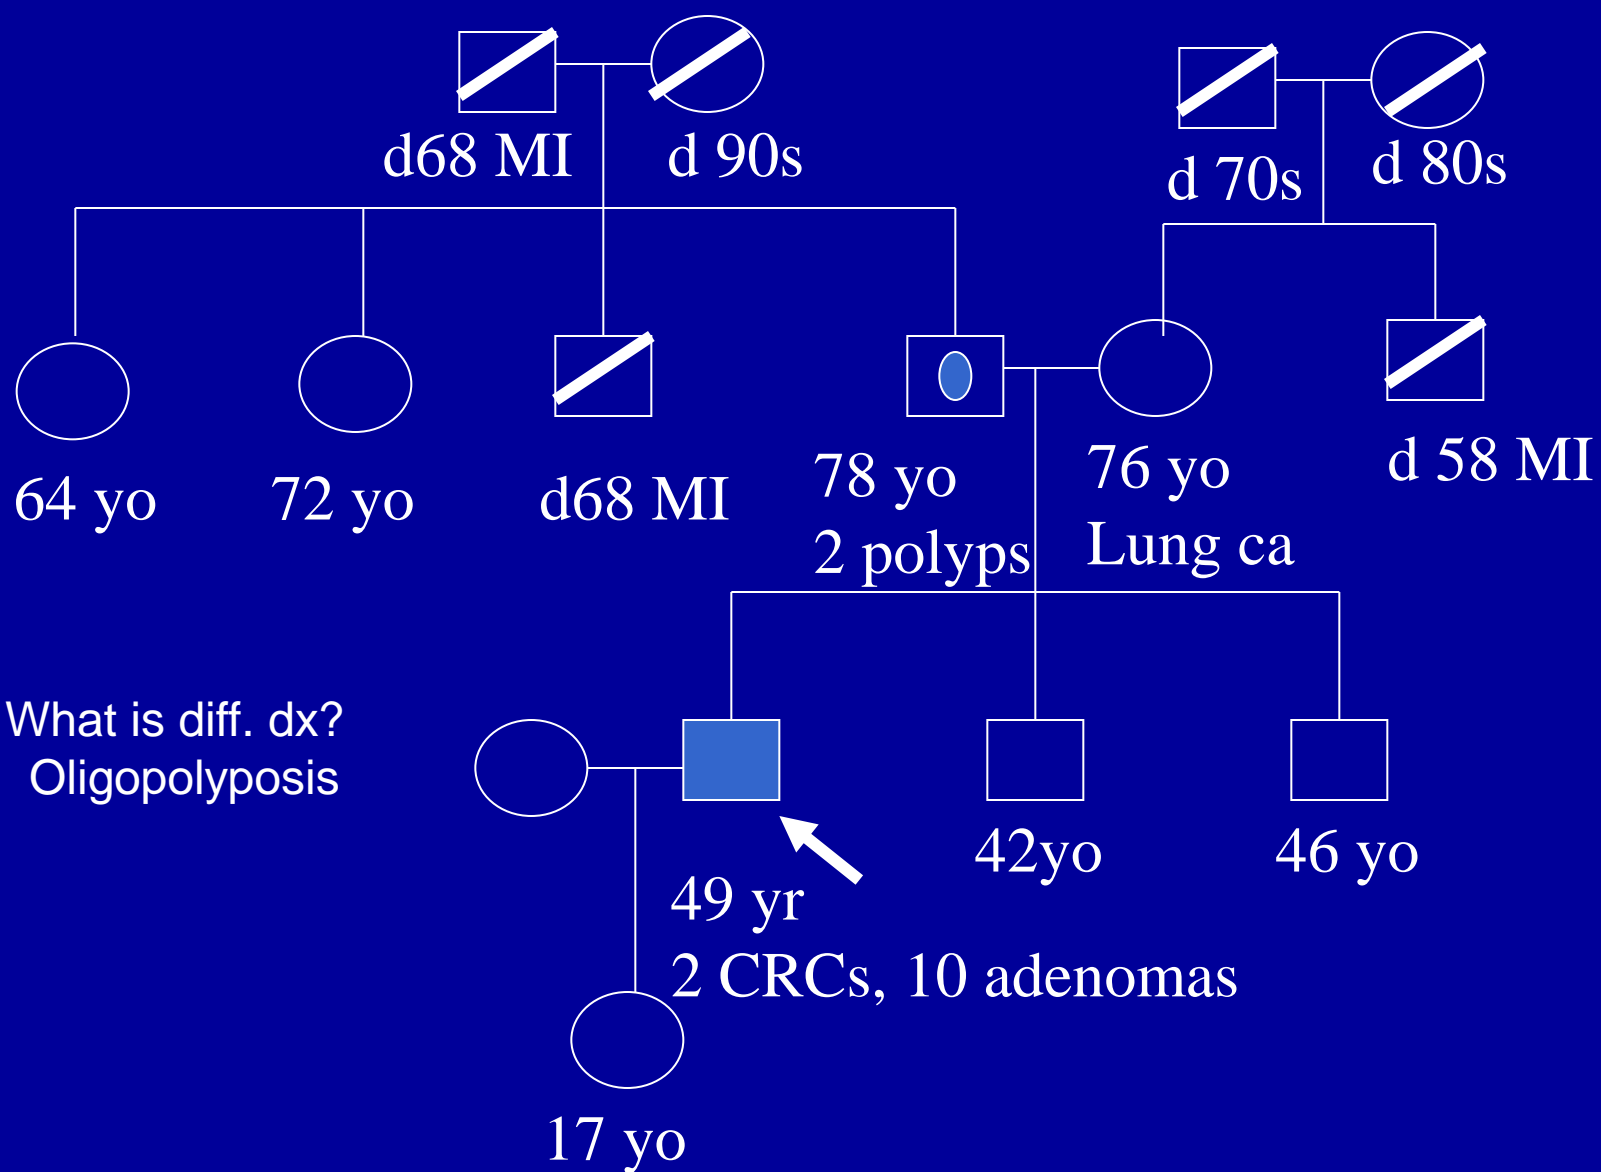 d68 MI
d 90s
d 70s
d 80s
64 yo
72 yo
d68 MI
78 yo
2 polyps
76 yo
Lung ca
d 58 MI
What is diff. dx?
Oligopolyposis
49 yr
2 CRCs, 10 adenomas
42yo
46 yo
17 yo